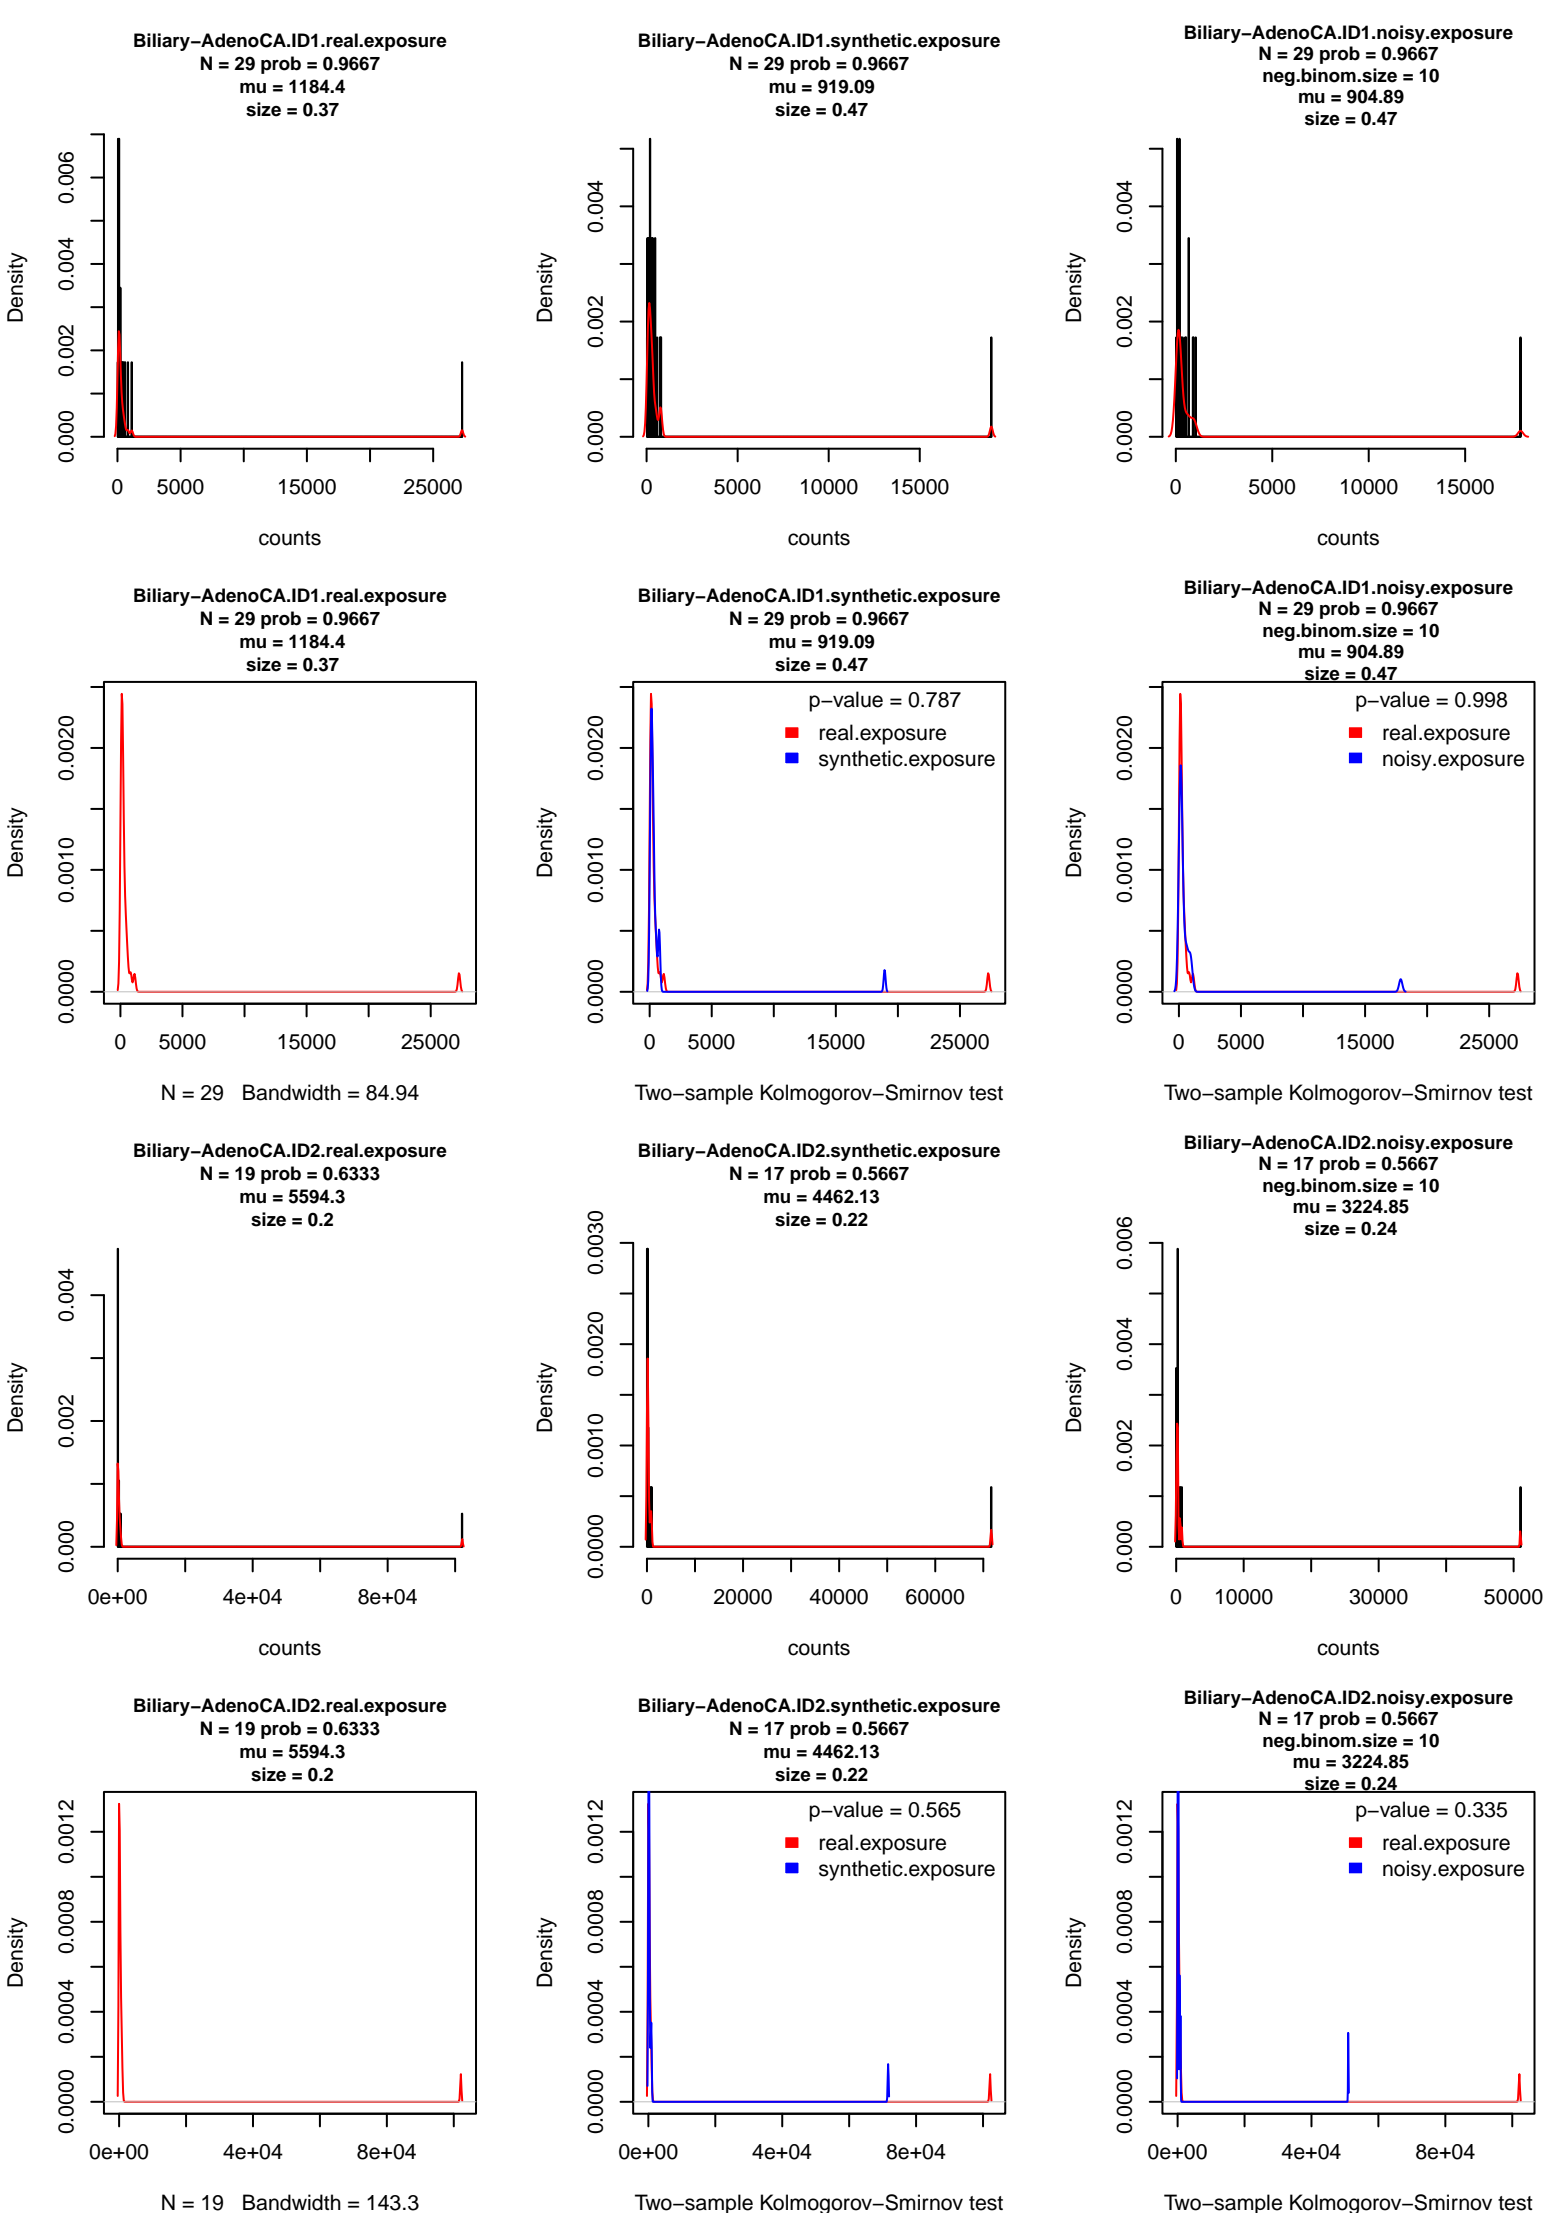 Biliary−AdenoCA.ID1.real.exposure
N = 29 prob = 0.9667
mu = 1184.4
size = 0.37
Density
0.000 0.002 0.004 0.006
0 5000 15000 25000
counts
Biliary−AdenoCA.ID1.synthetic.exposure
N = 29 prob = 0.9667
mu = 919.09
size = 0.47
Density
0.000 0.002 0.004
0 5000 10000 15000
counts
Biliary−AdenoCA.ID1.noisy.exposure
N = 29 prob = 0.9667
neg.binom.size = 10
mu = 904.89
size = 0.47
Density
0.000 0.002 0.004
0 5000 10000 15000
counts
Biliary−AdenoCA.ID1.real.exposure
N = 29 prob = 0.9667
mu = 1184.4
size = 0.37
Density
0.0000 0.0010 0.0020
0 5000 15000 25000
N = 29 Bandwidth = 84.94
Biliary−AdenoCA.ID1.synthetic.exposure
N = 29 prob = 0.9667
mu = 919.09
size = 0.47
p−value = 0.787
real.exposure
synthetic.exposure
Density
0.0000 0.0010 0.0020
0 5000 15000 25000
Two−sample Kolmogorov−Smirnov test
Biliary−AdenoCA.ID1.noisy.exposure
N = 29 prob = 0.9667
neg.binom.size = 10
mu = 904.89
size = 0.47
p−value = 0.998
real.exposure
noisy.exposure
Density
0.0000 0.0010 0.0020
0 5000 15000 25000
Two−sample Kolmogorov−Smirnov test
Biliary−AdenoCA.ID2.real.exposure
N = 19 prob = 0.6333
mu = 5594.3
size = 0.2
Density
0.000 0.002 0.004
0e+00 4e+04 8e+04
counts
Biliary−AdenoCA.ID2.synthetic.exposure
N = 17 prob = 0.5667
mu = 4462.13
size = 0.22
Density
0.0000 0.0010 0.0020 0.0030
0 20000 40000 60000
counts
Biliary−AdenoCA.ID2.noisy.exposure
N = 17 prob = 0.5667
neg.binom.size = 10
mu = 3224.85
size = 0.24
Density
0.000 0.002 0.004 0.006
0 10000 30000 50000
counts
Biliary−AdenoCA.ID2.real.exposure
N = 19 prob = 0.6333
mu = 5594.3
size = 0.2
Density
0.0000 0.0004 0.0008 0.0012
0e+00 4e+04 8e+04
N = 19 Bandwidth = 143.3
Biliary−AdenoCA.ID2.synthetic.exposure
N = 17 prob = 0.5667
mu = 4462.13
size = 0.22
p−value = 0.565
real.exposure
synthetic.exposure
Density
0.0000 0.0004 0.0008 0.0012
0e+00 4e+04 8e+04
Two−sample Kolmogorov−Smirnov test
Biliary−AdenoCA.ID2.noisy.exposure
N = 17 prob = 0.5667
neg.binom.size = 10
mu = 3224.85
size = 0.24
p−value = 0.335
real.exposure
noisy.exposure
Density
0.0000 0.0004 0.0008 0.0012
0e+00 4e+04 8e+04
Two−sample Kolmogorov−Smirnov test